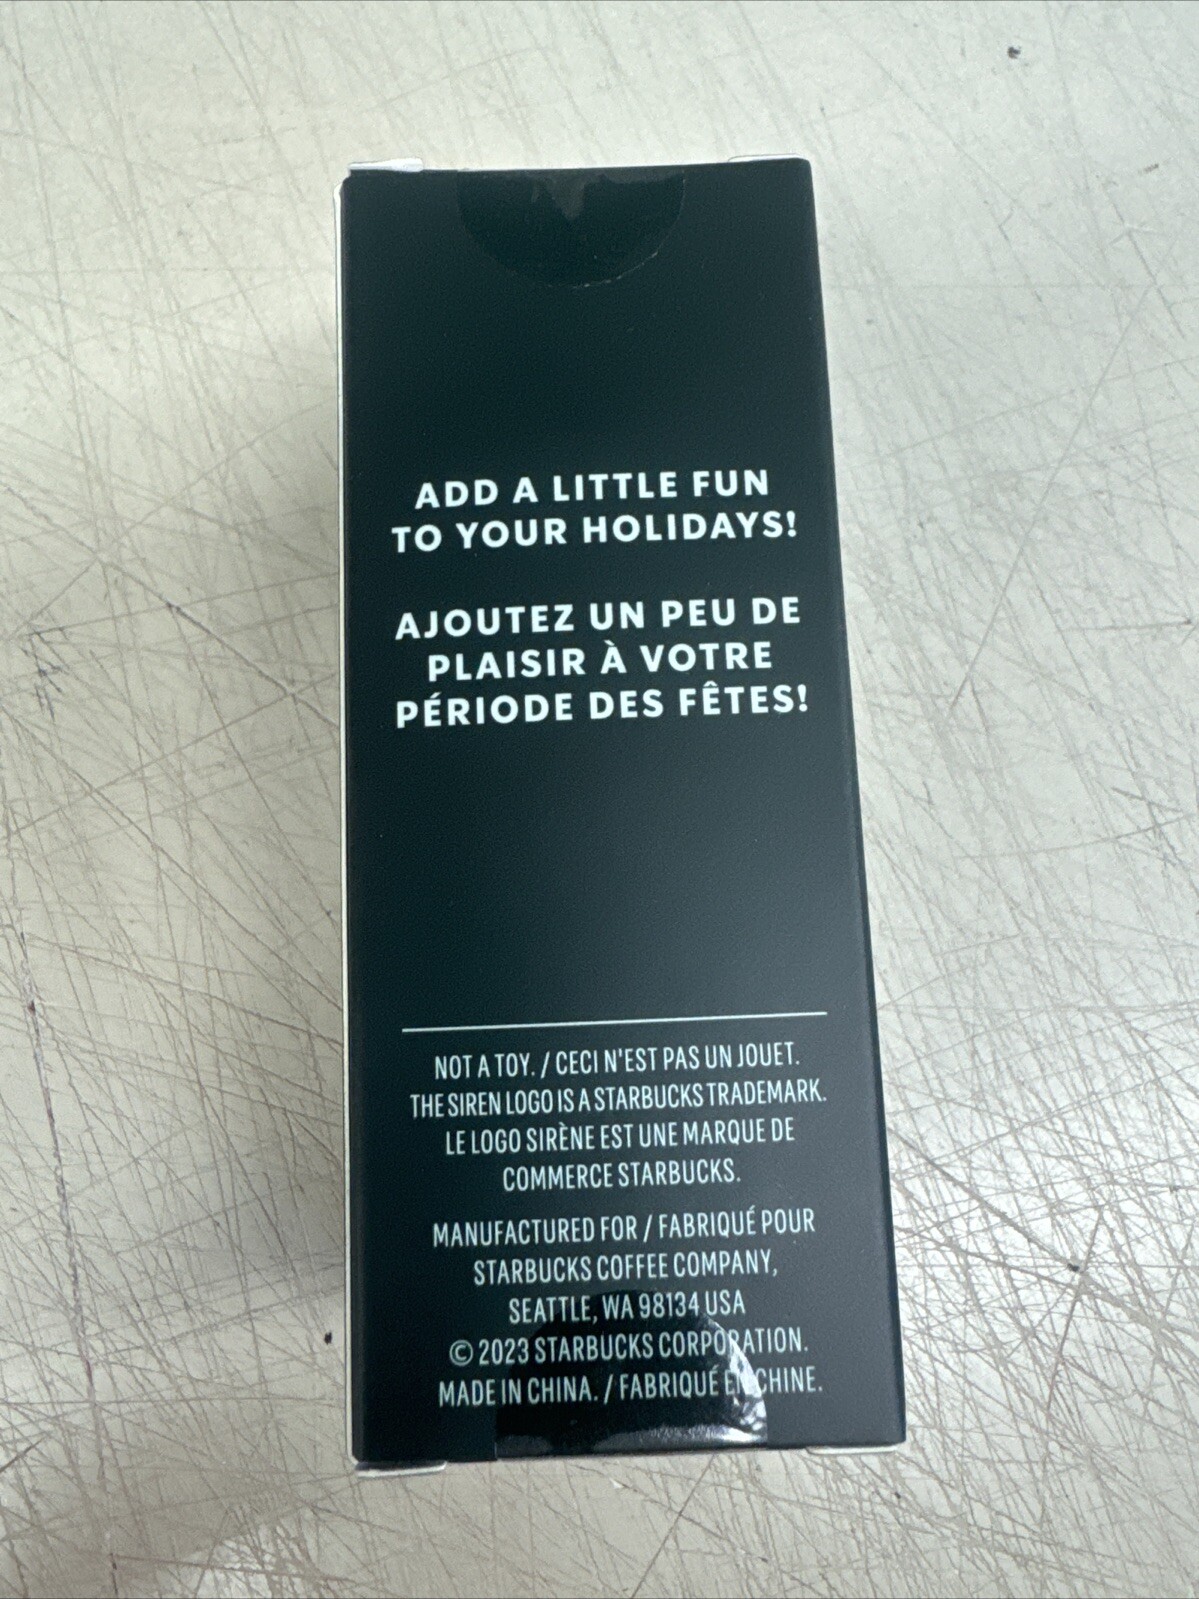 ADD A LITTLE FUN
TO YOUR HOLIDAYS!
AJOUTEZ UN PEU DE
PLAISIR À VOTRE
PÉRIODE DES FÊTES!
NOT A TOY. / CECI N'EST PAS UN JOUET.
THE SIREN LOGO IS A STARBUCKS TRADEMARK.
LE LOGO SIRÈNE EST UNE MARQUE DE
COMMERCE STARBUCKS.
MANUFACTURED FOR / FABRIQUÉ POUR
STARBUCKS COFFEE COMPANY,
SEATTLE, WA 98134 USA
© 2023 STARBUCKS CORPORATION.
MADE IN CHINA. / FABRIQUÉ EN CHINE.